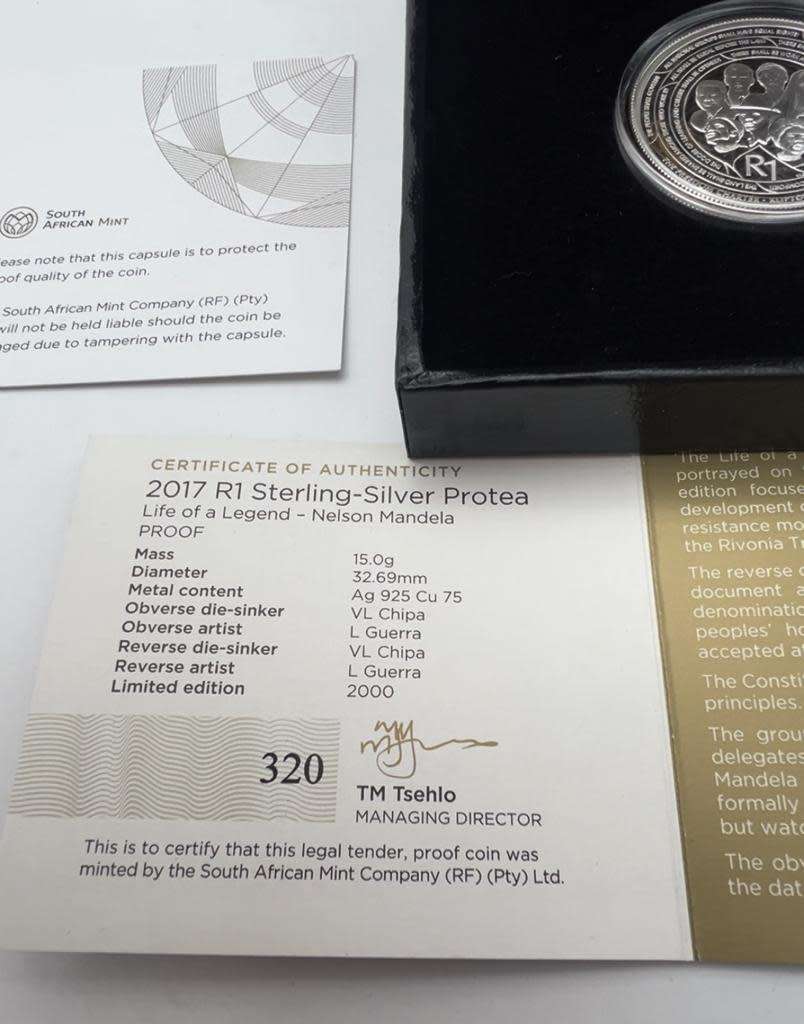 SOUTH
AFRICAN MINT
ease note that this capsule is to protect the
oof quality of the coin.
South African Mint Company (RF) (Pty)
will not be held liable should the coin be
ged due to tampering with the capsule.
R1
CERTIFICATE OF AUTHENTICITY
2017 R1 Sterling-Silver Protea
Life of a Legend – Nelson Mandela
PROOF
Mass 15.0g
Diameter 32.69mm
Metal content Ag 925 Cu 75
Obverse die-sinker VL Chipa
Obverse artist L Guerra
Reverse die-sinker VL Chipa
Reverse artist L Guerra
Limited edition 2000
320
TM Tsehlo
MANAGING DIRECTOR
This is to certify that this legal tender, proof coin was
minted by the South African Mint Company (RF) (Pty) Ltd.
The Life of a
portrayed on
edition focuse
development
resistance mo
the Rivonia Tr
The reverse
document a
denominatic
peoples' ho
accepted a
The Consti
principles.
The grou
delegates
Mandela
formally
but watc
The ob
the dat